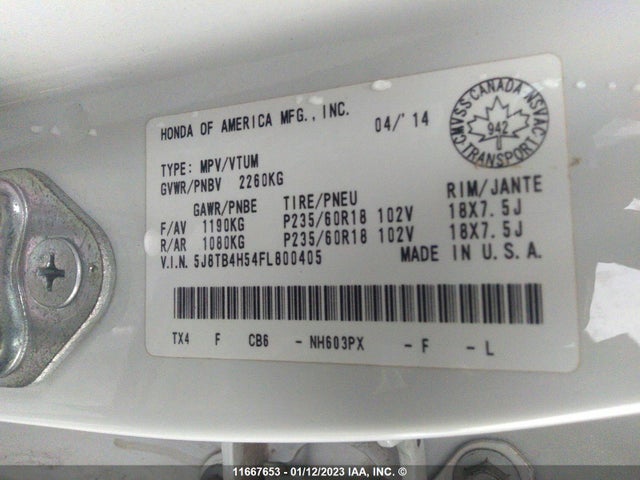 HONDA OF AMERICA MFG., INC. 04/'14
CMVSS CANADA NSVAC
942
TRANSPORT
TYPE: MPV/VTUM
GVWR/PNBV 2260KG
GAWR/PNBE TIRE/PNEU RIM/JANTE
F/AV 1190KG P235/60R18 102V 18X7.5J
R/AR 1080KG P235/60R18 102V 18X7.5J
V.I.N. 5J8TB4H54FL800405 MADE IN U.S.A.
TX4 F CB6 - NH603PX - F - L
11667653 - 01/12/2023 IAA, INC. ©